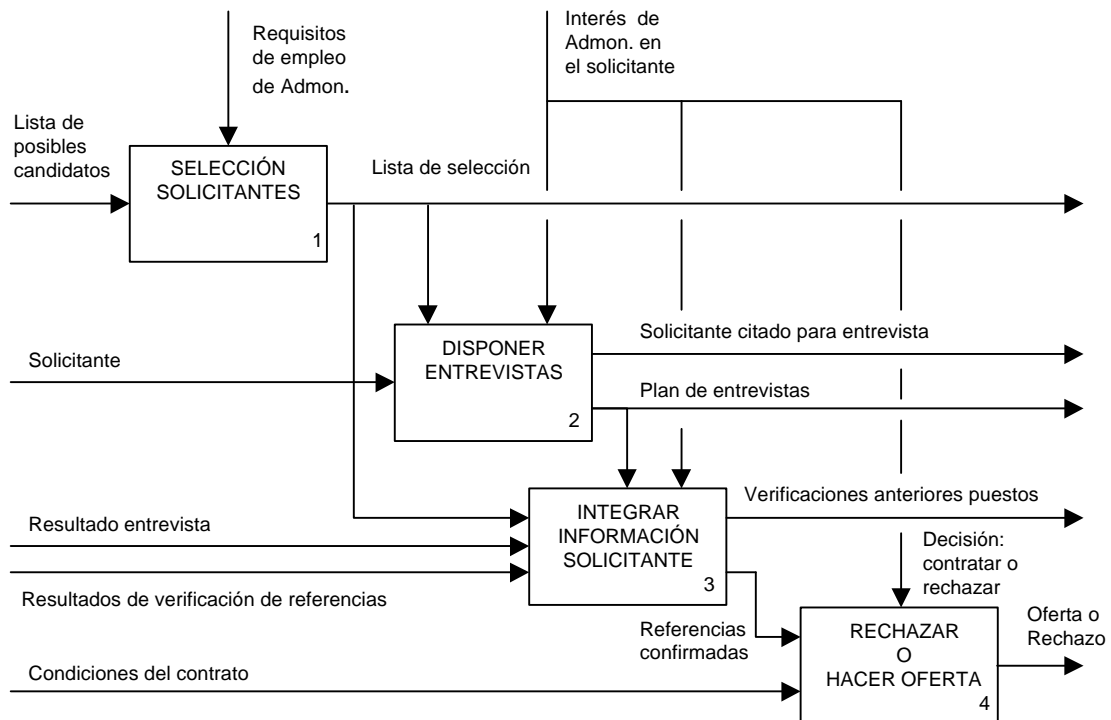 Requisitos
de empleo
de Admon.
Interés de
Admon. en
el solicitante
Lista de
posibles
candidatos
SELECCIÓN
SOLICITANTES
1
Lista de selección
Solicitante
DISPONER
ENTREVISTAS
2
Solicitante citado para entrevista
Plan de entrevistas
Resultado entrevista
Resultados de verificación de referencias
INTEGRAR
INFORMACIÓN
SOLICITANTE
3
Verificaciones anteriores puestos
Decisión:
contratar o
rechazar
Referencias
confirmadas
Condiciones del contrato
RECHAZAR
O
HACER OFERTA
4
Oferta o
Rechazo